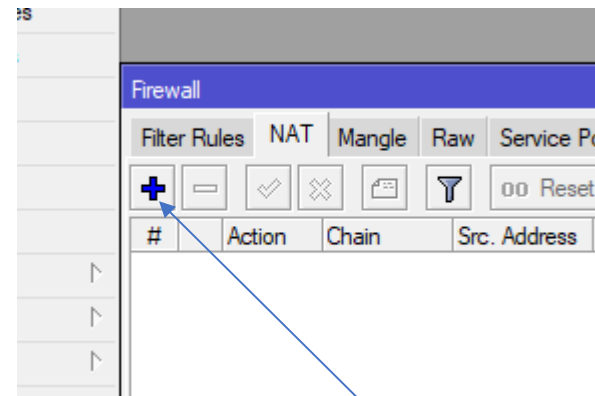 es
Firewall
Filter Rules NAT Mangle Raw Service Po
00 Reset
# Action Chain Src. Address